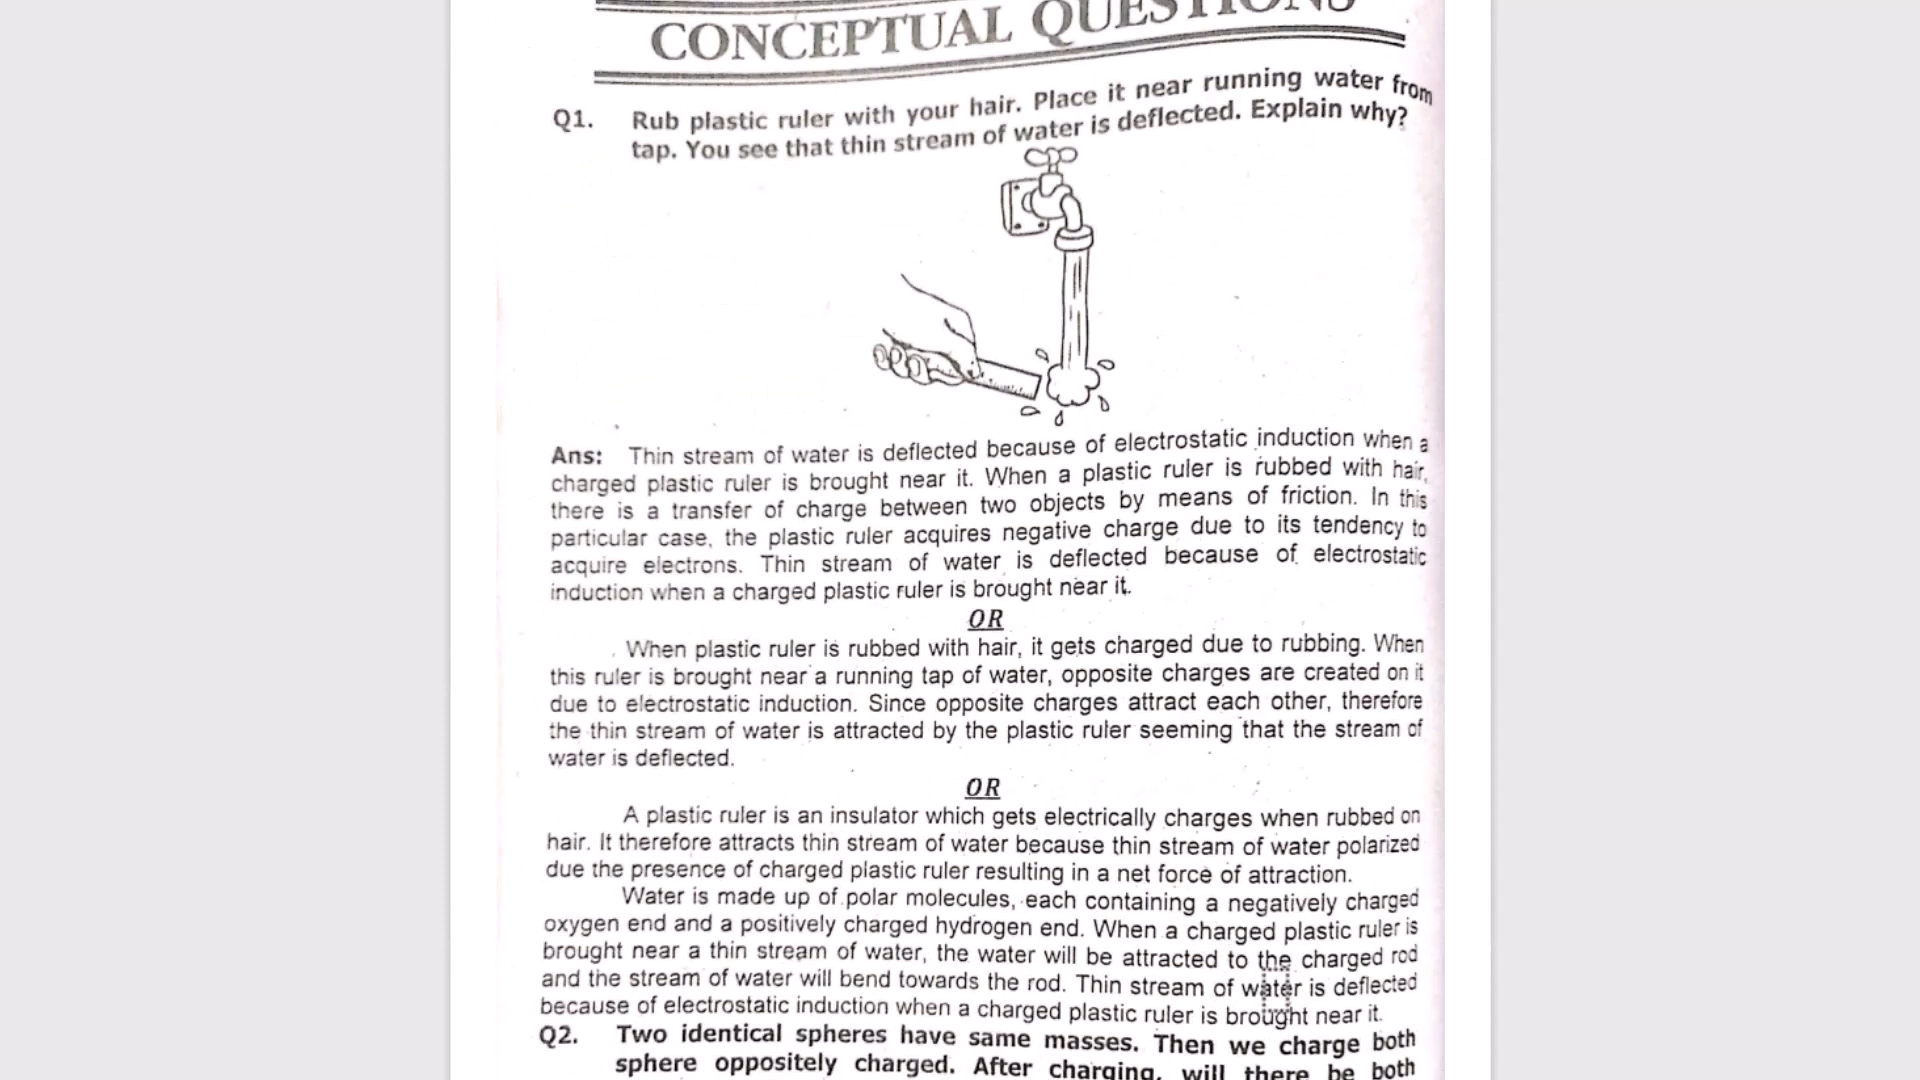 CONCEPTUAL QUESTIONS
Q1. Rub plastic ruler with your hair. Place it near running water from
tap. You see that thin stream of water is deflected. Explain why?
Ans: Thin stream of water is deflected because of electrostatic induction when a
charged plastic ruler is brought near it. When a plastic ruler is rubbed with hair,
there is a transfer of charge between two objects by means of friction. In this
particular case, the plastic ruler acquires negative charge due to its tendency to
acquire electrons. Thin stream of water is deflected because of electrostatic
induction when a charged plastic ruler is brought near it.
OR
When plastic ruler is rubbed with hair, it gets charged due to rubbing. When
this ruler is brought near a running tap of water, opposite charges are created on it
due to electrostatic induction. Since opposite charges attract each other, therefore
the thin stream of water is attracted by the plastic ruler seeming that the stream of
water is deflected.
OR
A plastic ruler is an insulator which gets electrically charges when rubbed on
hair. It therefore attracts thin stream of water because thin stream of water polarized
due the presence of charged plastic ruler resulting in a net force of attraction.
Water is made up of polar molecules, each containing a negatively charged
oxygen end and a positively charged hydrogen end. When a charged plastic ruler is
brought near a thin stream of water, the water will be attracted to the charged rod
and the stream of water will bend towards the rod. Thin stream of water is deflected
because of electrostatic induction when a charged plastic ruler is brought near it.
Q2. Two identical spheres have same masses. Then we charge both
sphere oppositely charged. After charging, will there be both